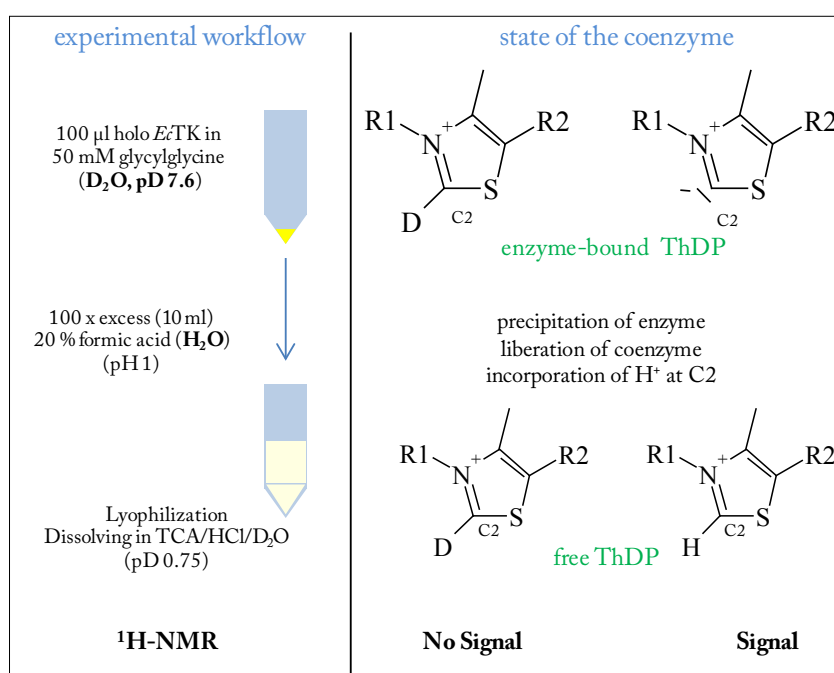 experimental workflow
100 µl holo EcTK in
50 mM glycylglycine
(D₂O, pD 7.6)
100 x excess (10 ml)
20 % formic acid (H₂O)
(pH 1)
Lyophilization
Dissolving in TCA/HCl/D₂O
(pD 0.75)
¹H-NMR
state of the coenzyme
R1 N + R2 S D C2
R1 N + R2 S − C2
enzyme-bound ThDP
precipitation of enzyme
liberation of coenzyme
incorporation of H⁺ at C2
R1 N + R2 S D C2
R1 N + R2 S H C2
free ThDP
No Signal
Signal